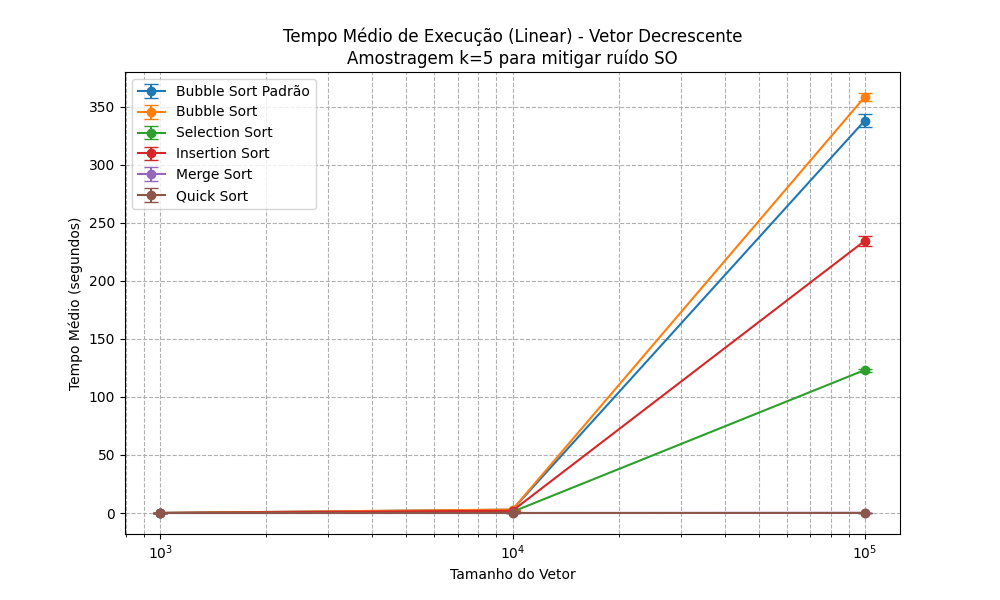 Tempo Médio de Execução (Linear) - Vetor Decrescente
Amostragem k=5 para mitigar ruído SO
Bubble Sort Padrão
Bubble Sort
Selection Sort
Insertion Sort
Merge Sort
Quick Sort
Tempo Médio (segundos)
350
300
250
200
150
100
50
0
10³
10⁴
10⁵
Tamanho do Vetor